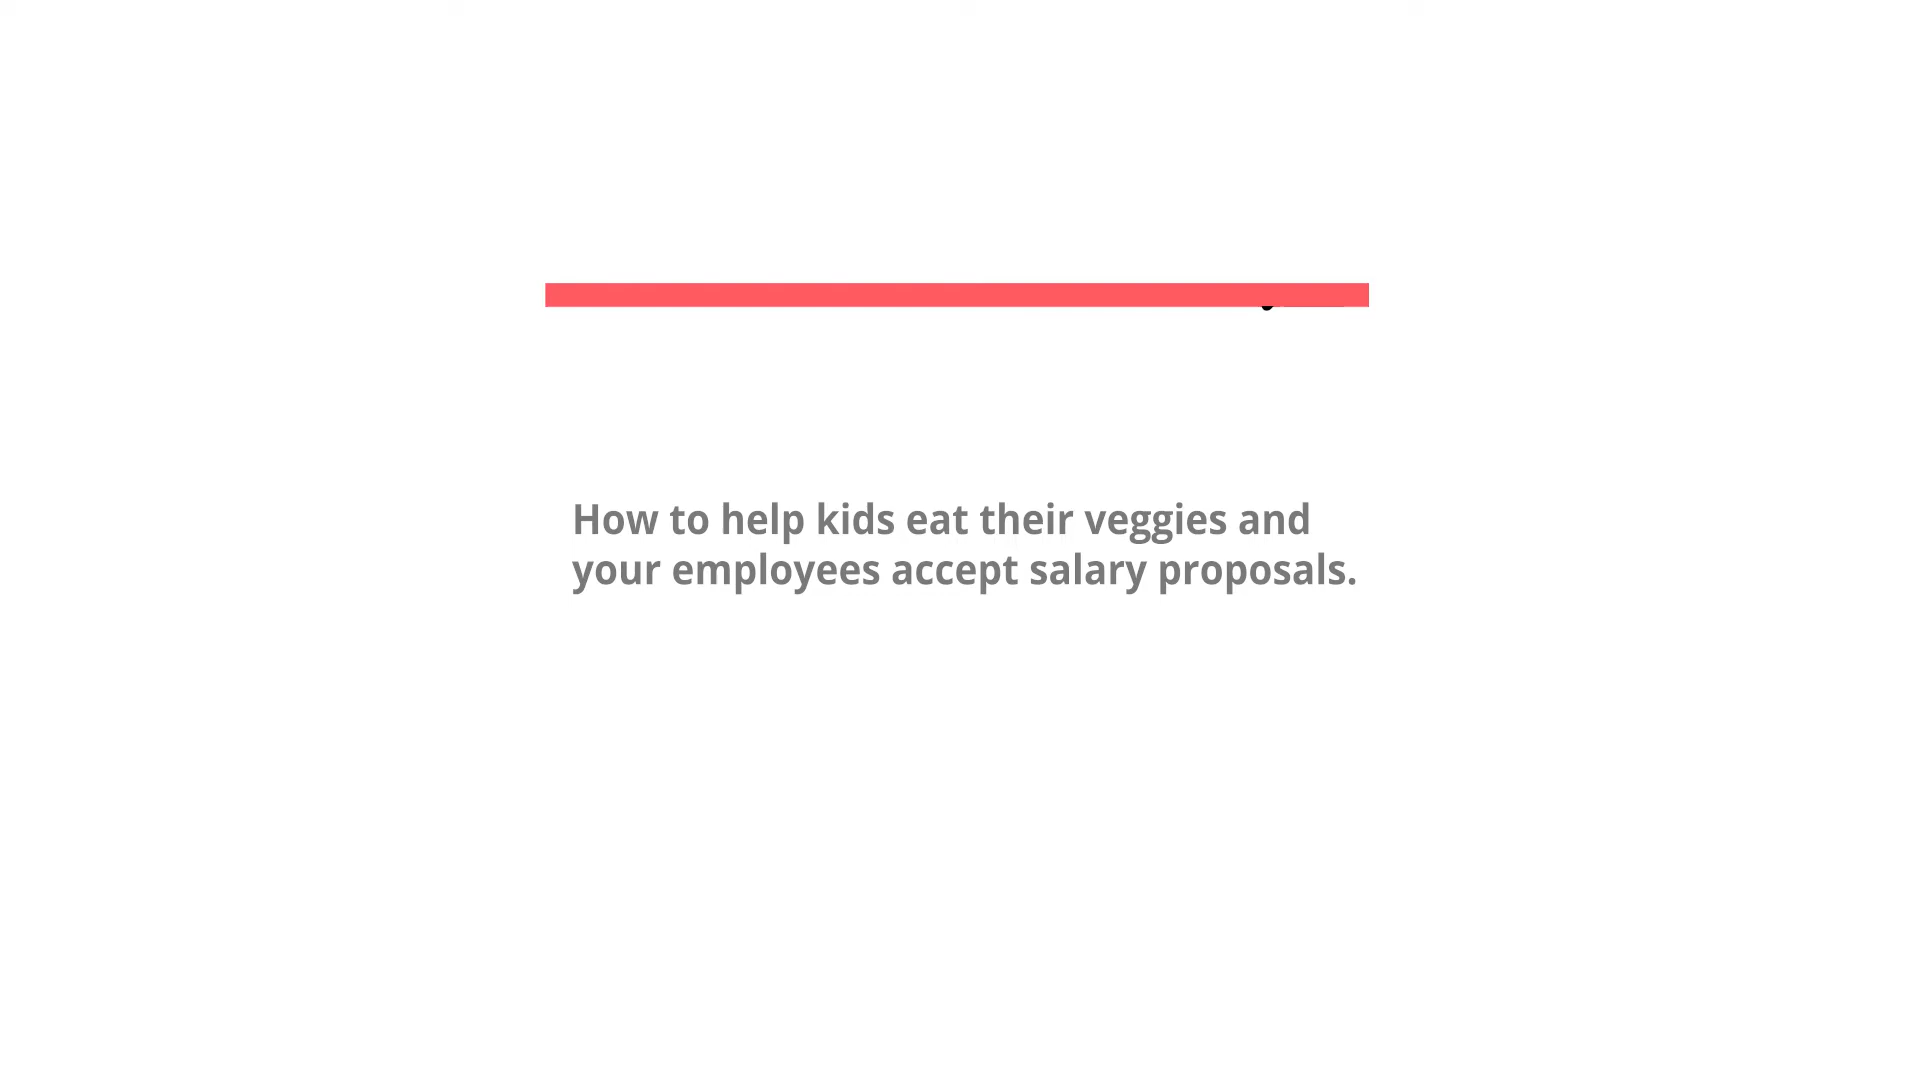 How to help kids eat their veggies and
your employees accept salary proposals.